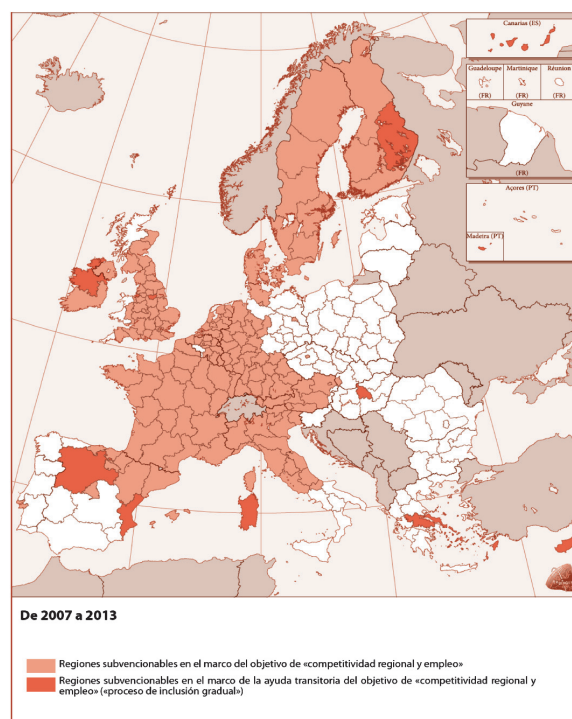 Canarias (ES)
Guadeloupe Martinique Réunion
(FR) (FR) (FR)
Guyane
(FR)
Açores (PT)
Madeira (PT)
De 2007 a 2013
Regiones subvencionables en el marco del objetivo de «competitividad regional y empleo»
Regiones subvencionables en el marco de la ayuda transitoria del objetivo de «competitividad regional y
empleo» («proceso de inclusión gradual»)